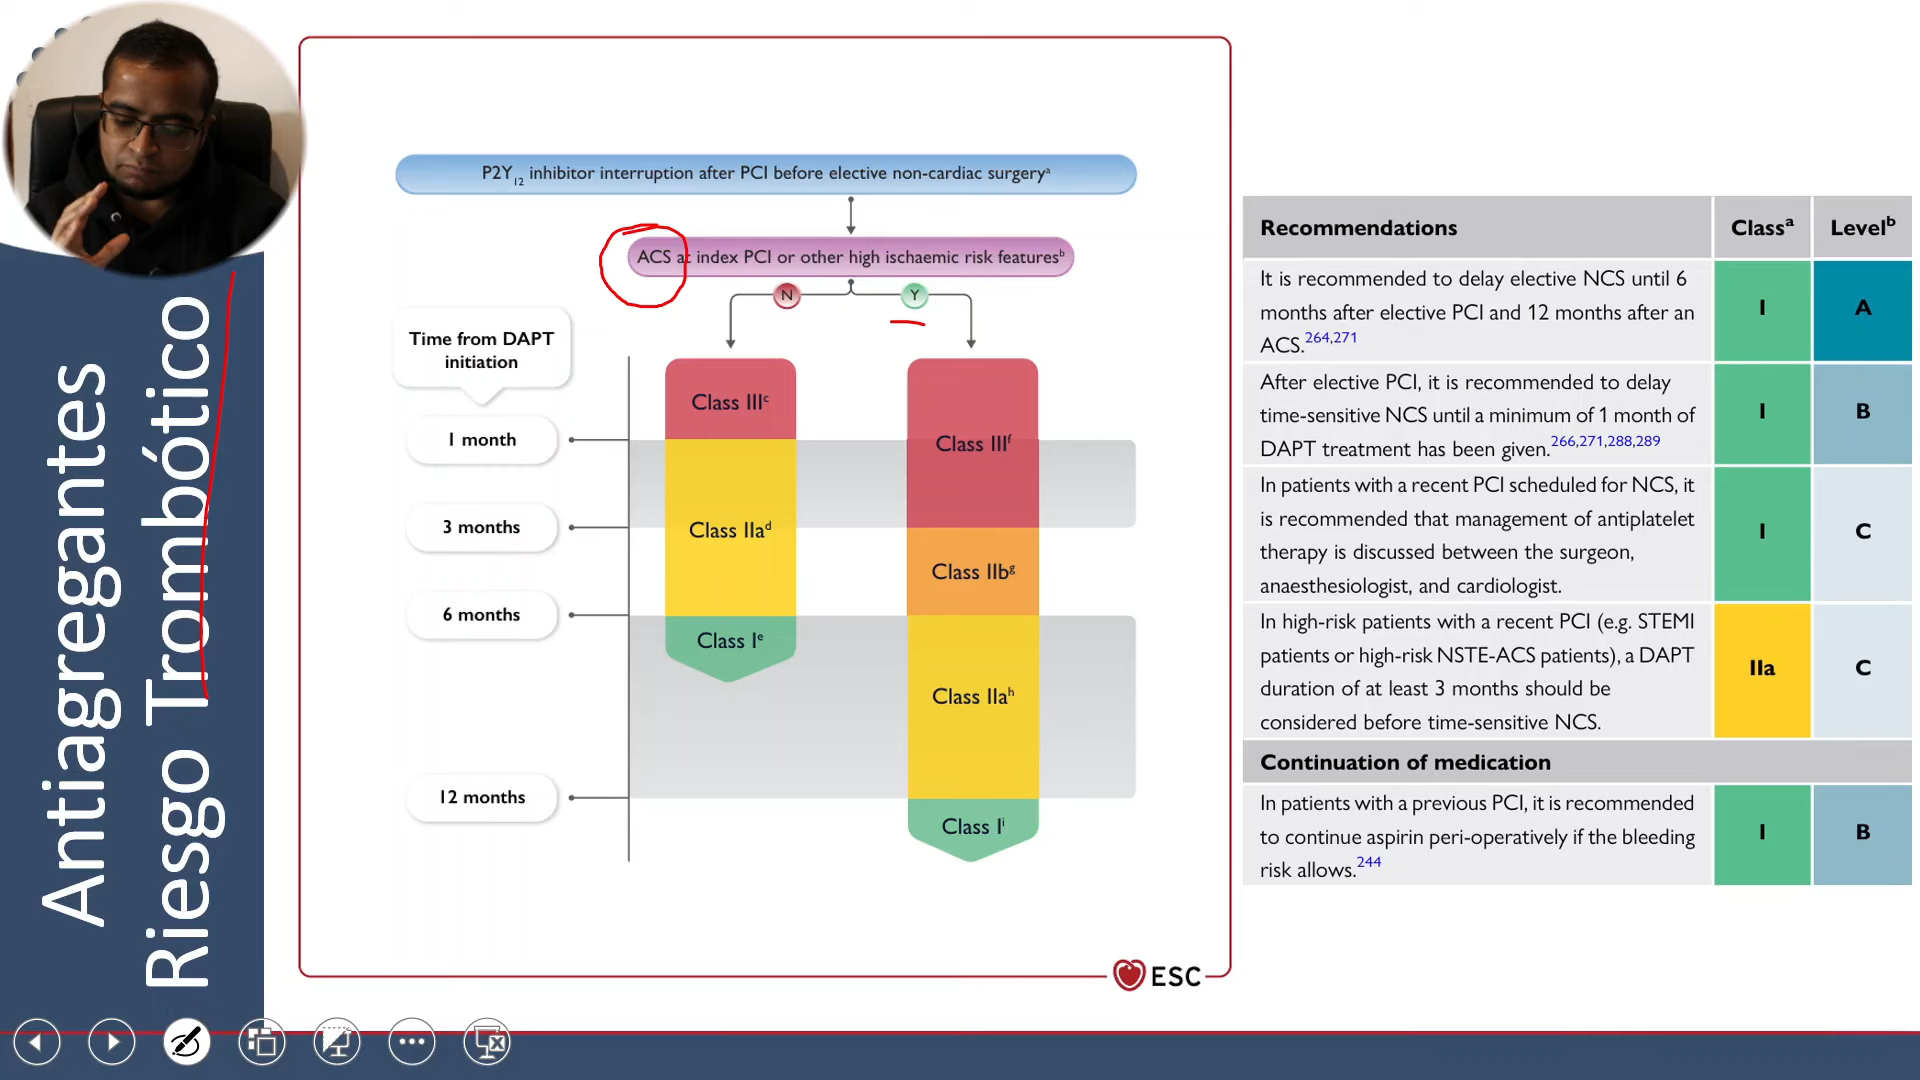 Antiagregantes
Riesgo Trombótico
P2Y12 inhibitor interruption after PCI before elective non-cardiac surgeryᵃ
ACS at index PCI or other high ischaemic risk featuresᵇ
N
Y
Time from DAPT
initiation
1 month
3 months
6 months
12 months
Class IIIᶜ
Class IIaᵈ
Class Iᵉ
Class IIIᶠ
Class IIbᵍ
Class IIaʰ
Class Iⁱ
ESC
Recommendations
Classᵃ
Levelᵇ
It is recommended to delay elective NCS until 6
months after elective PCI and 12 months after an
ACS.264,271
I
A
After elective PCI, it is recommended to delay
time-sensitive NCS until a minimum of 1 month of
DAPT treatment has been given.266,271,288,289
I
B
In patients with a recent PCI scheduled for NCS, it
is recommended that management of antiplatelet
therapy is discussed between the surgeon,
anaesthesiologist, and cardiologist.
I
C
In high-risk patients with a recent PCI (e.g. STEMI
patients or high-risk NSTE-ACS patients), a DAPT
duration of at least 3 months should be
considered before time-sensitive NCS.
IIa
C
Continuation of medication
In patients with a previous PCI, it is recommended
to continue aspirin peri-operatively if the bleeding
risk allows.244
I
B